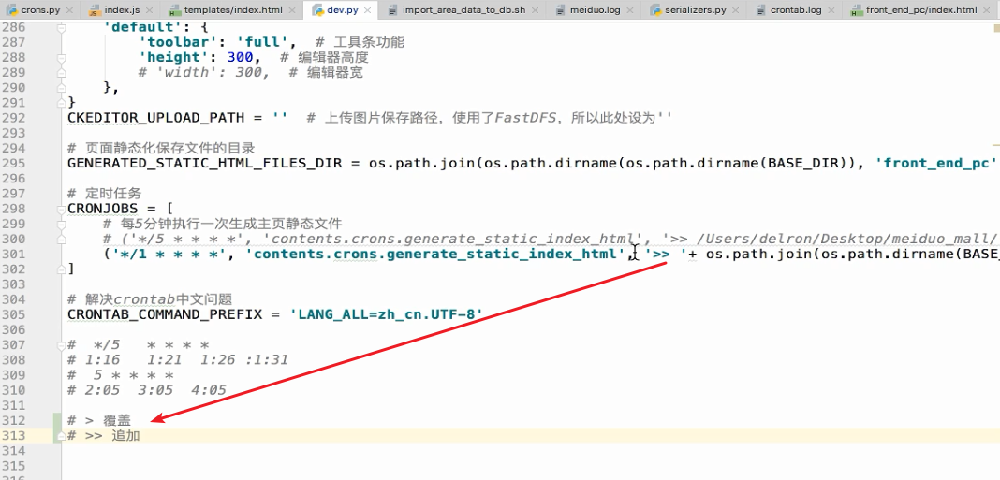 crons.py index.js templates/index.html dev.py import_area_data_to_db.sh meiduo.log serializers.py crontab.log front_end_pc/index.html
286 'default': {
287 'toolbar': 'full', # 工具条功能
288 'height': 300, # 编辑器高度
289 # 'width': 300, # 编辑器宽
290 },
291 }
292 CKEDITOR_UPLOAD_PATH = '' # 上传图片保存路径，使用了FastDFS，所以此处设为''
293
294 # 页面静态化保存文件的目录
295 GENERATED_STATIC_HTML_FILES_DIR = os.path.join(os.path.dirname(os.path.dirname(BASE_DIR)), 'front_end_pc'
296
297 # 定时任务
298 CRONJOBS = [
299 # 每5分钟执行一次生成主页静态文件
300 # ('*/5 * * * *', 'contents.crons.generate_static_index_html', '>> /Users/delron/Desktop/meiduo_mall/
301 ('*/1 * * * *', 'contents.crons.generate_static_index_html', '>> '+ os.path.join(os.path.dirname(BASE_
302 ]
303
304 # 解决crontab中文问题
305 CRONTAB_COMMAND_PREFIX = 'LANG_ALL=zh_cn.UTF-8'
306
307 # */5 * * * *
308 # 1:16 1:21 1:26 :1:31
309 # 5 * * * *
310 # 2:05 3:05 4:05
311
312 # > 覆盖
313 # >> 追加
314
315